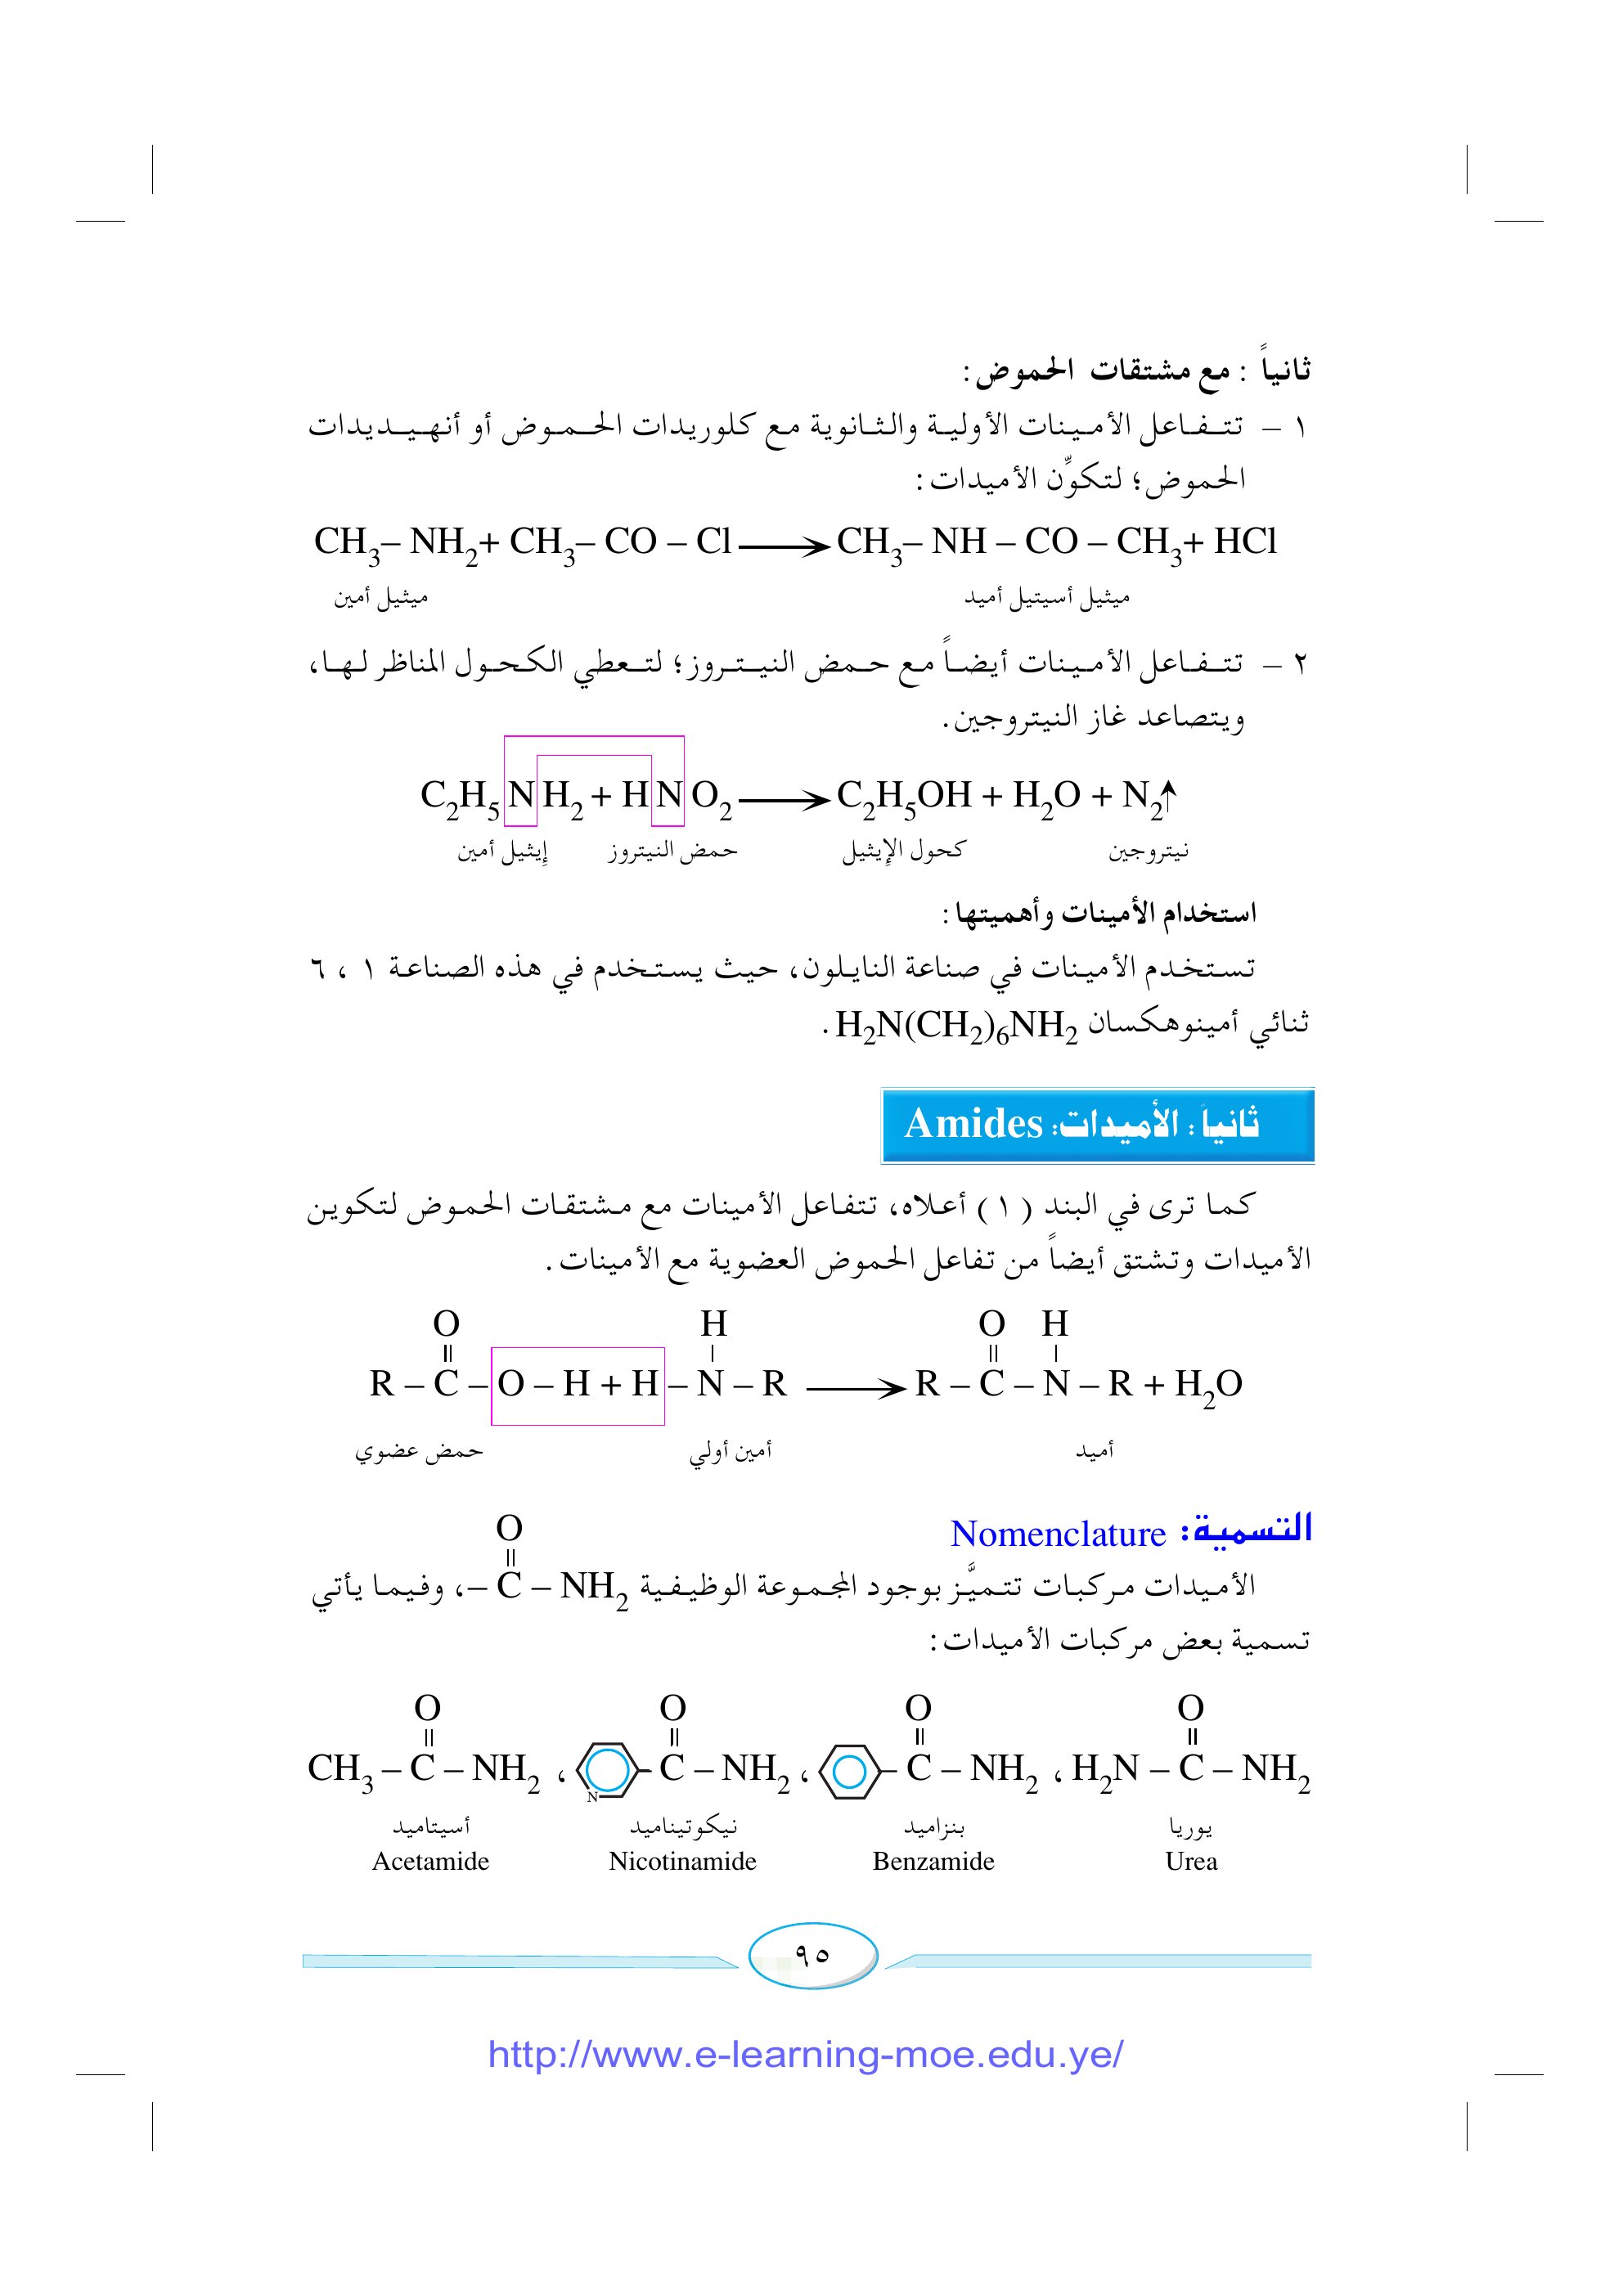 ثانياً : مع مشتقات الحموض:
١ – تتفاعل الأمينات الأولية والثانوية مع كلوريدات الحموض أو أنهيديدات
الحموض؛ لتكوِّن الأميدات:
CH₃– NH₂+ CH₃– CO – Cl ⟶ CH₃– NH – CO – CH₃+ HCl
ميثيل أمين ميثيل أسيتيل أميد
٢ – تتفاعل الأمينات أيضاً مع حمض النيتروز؛ لتعطي الكحول المناظر لها،
ويتصاعد غاز النيتروجين.
C₂H₅ N H₂ + H N O₂ ⟶ C₂H₅OH + H₂O + N₂↑
إيثيل أمين حمض النيتروز كحول الإيثيل نيتروجين
استخدام الأمينات وأهميتها:
تستخدم الأمينات في صناعة النايلون، حيث يستخدم في هذه الصناعة ١ ، ٦
ثنائي أمينوهكسان H₂N(CH₂)₆NH₂ .
ثانياً : الأميدات: Amides
كما ترى في البند ( ١ ) أعلاه، تتفاعل الأمينات مع مشتقات الحموض لتكوين
الأميدات وتشتق أيضاً من تفاعل الحموض العضوية مع الأمينات.
O H O H
R – C – O – H + H – N – R ⟶ R – C – N – R + H₂O
حمض عضوي أمين أولي أميد
التسمية: Nomenclature
O
الأميدات مركبات تتميَّز بوجود المجموعة الوظيفية – C – NH₂، وفيما يأتي
تسمية بعض مركبات الأميدات:
O O O O
CH₃ – C – NH₂ ، N – C – NH₂ ، – C – NH₂ ، H₂N – C – NH₂
أسيتاميد نيكوتيناميد بنزاميد يوريا
Acetamide Nicotinamide Benzamide Urea
٩٥
http://www.e-learning-moe.edu.ye/